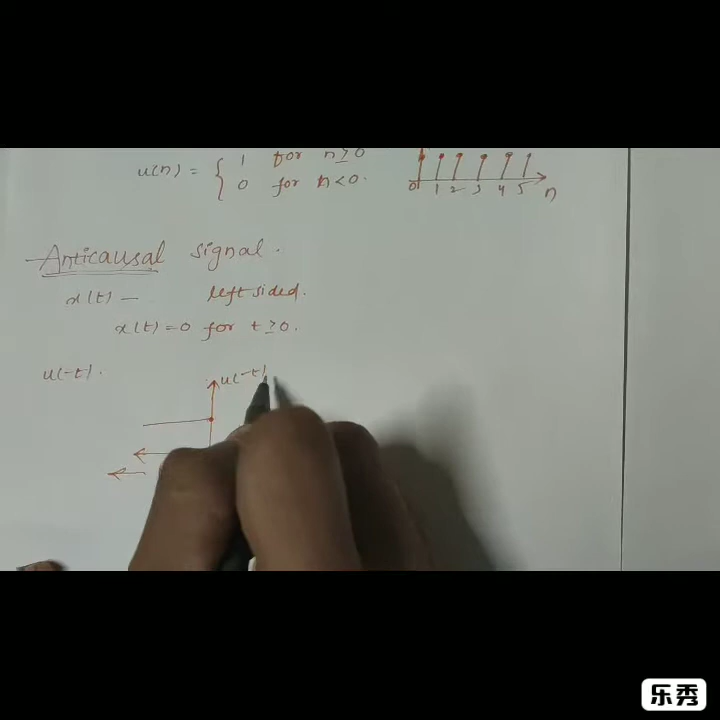 u(n) = { 1 for n≥0
0 for n<0.
0 1 2 3 4 5 n
Anticausal signal.
x(t) — left sided.
x(t)=0 for t≥0.
u(-t).
u(-t)
乐秀